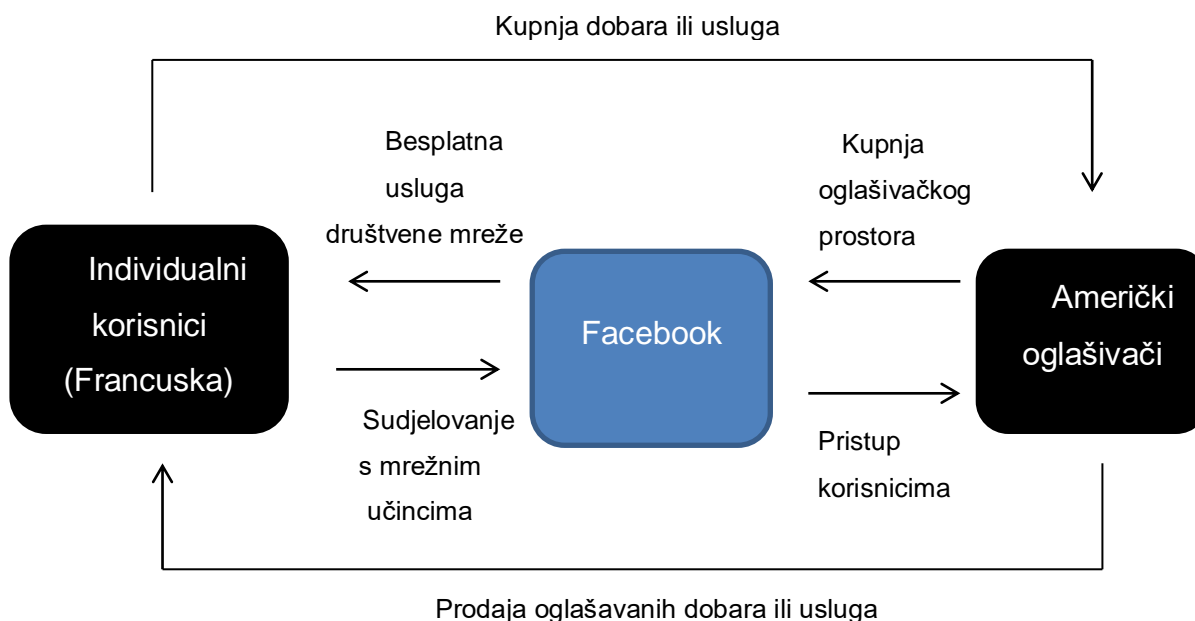 Kupnja dobara ili usluga
Besplatna
usluga
društvene mreže
Kupnja
oglašivačkog
prostora
Individualni
korisnici
(Francuska)
Facebook
Američki
oglašivači
Sudjelovanje
s mrežnim
učincima
Pristup
korisnicima
Prodaja oglašavanih dobara ili usluga